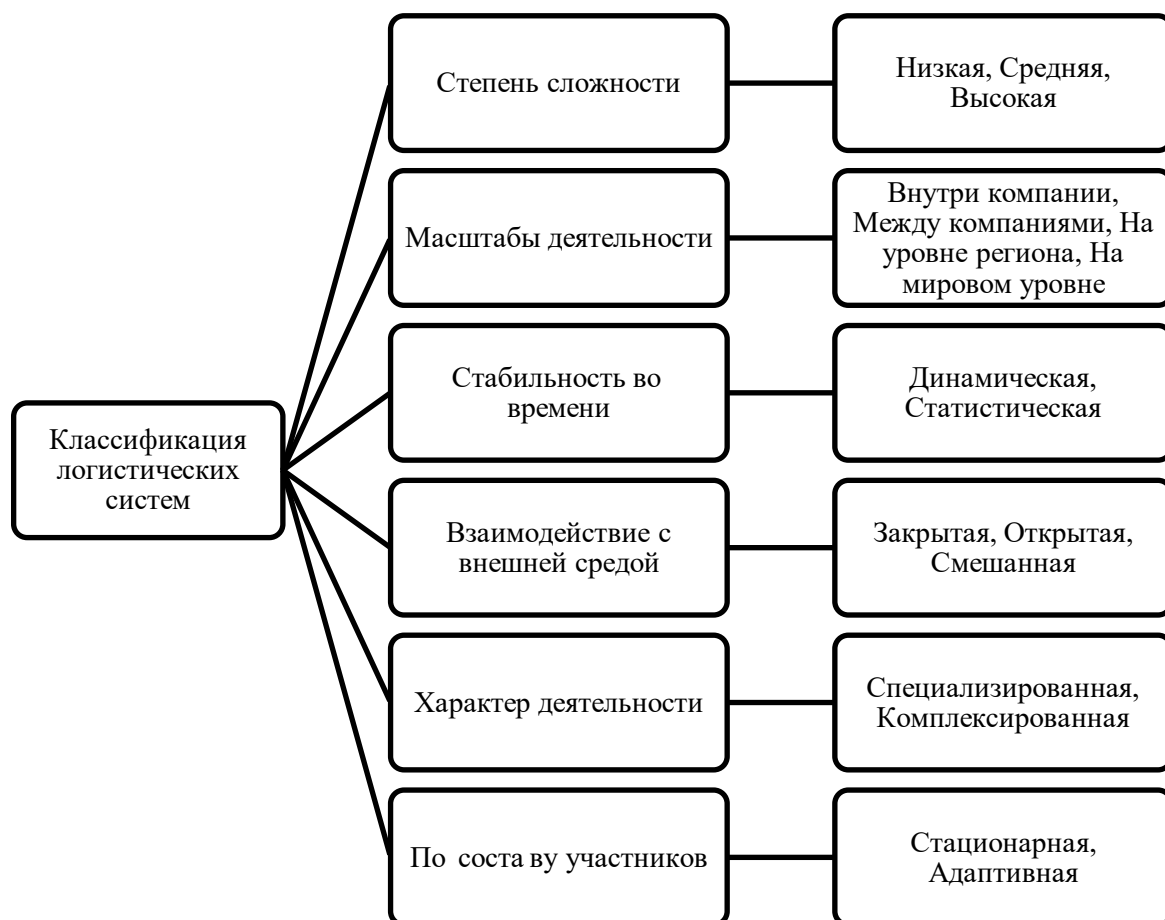 Степень сложности
Низкая, Средняя,
Высокая
Масштабы деятельности
Внутри компании,
Между компаниями, На
уровне региона, На
мировом уровне
Стабильность во
времени
Динамическая,
Статистическая
Классификация
логистических
систем
Взаимодействие с
внешней средой
Закрытая, Открытая,
Смешанная
Характер деятельности
Специализированная,
Комплексированная
По соста ву участников
Стационарная,
Адаптивная